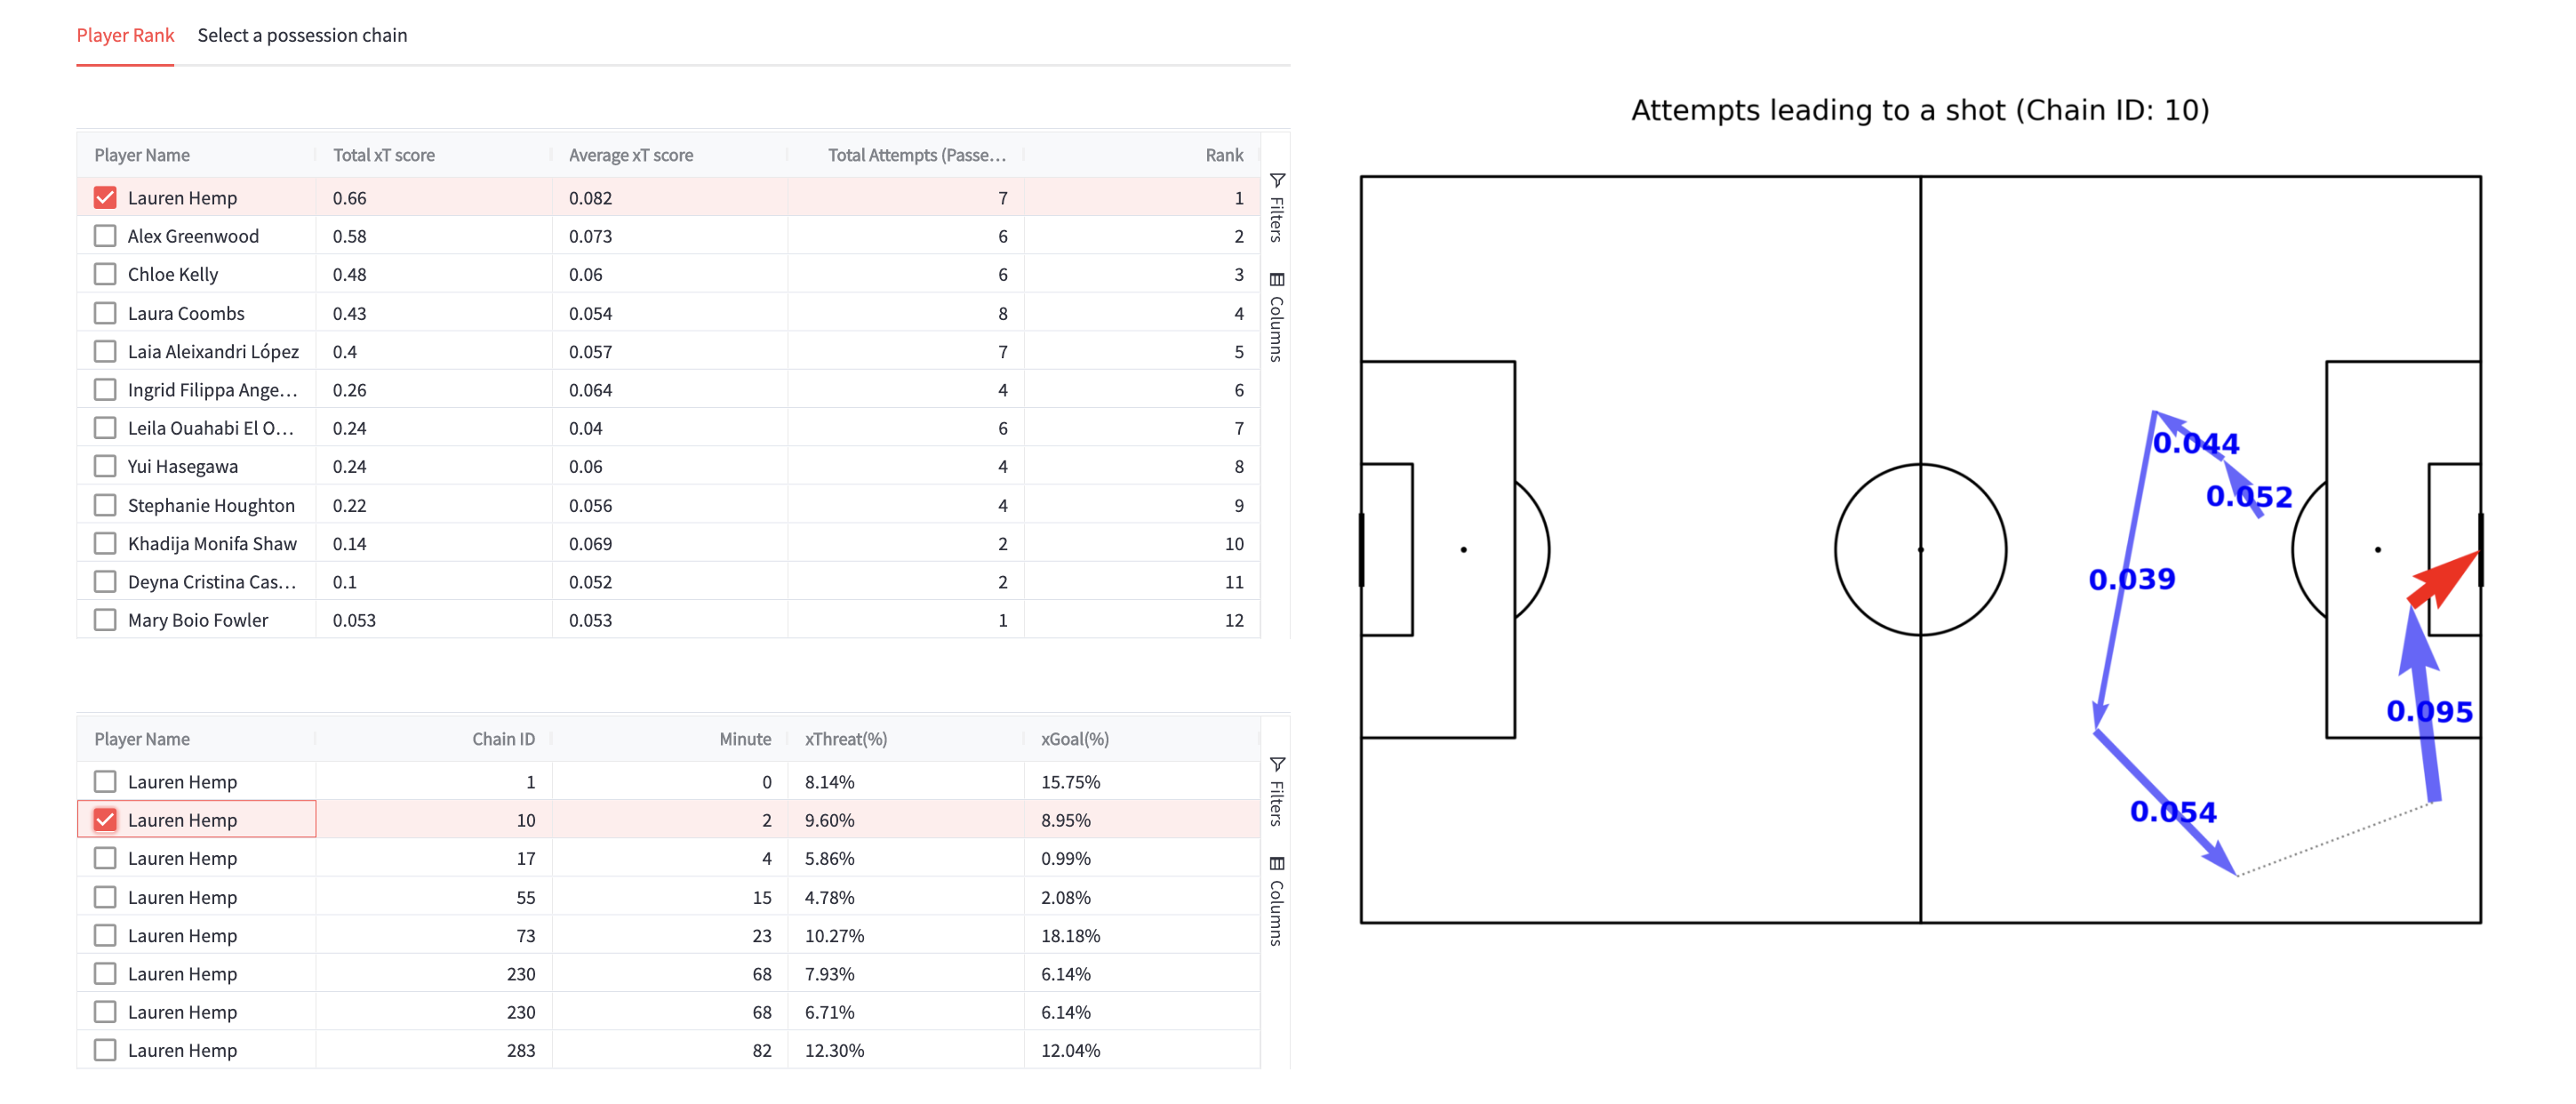 Player Rank Select a possession chain
Player Name Total xT score Average xT score Total Attempts (Passe… Rank
Lauren Hemp 0.66 0.082 7 1
Alex Greenwood 0.58 0.073 6 2
Chloe Kelly 0.48 0.06 6 3
Laura Coombs 0.43 0.054 8 4
Laia Aleixandri López 0.4 0.057 7 5
Ingrid Filippa Ange… 0.26 0.064 4 6
Leila Ouahabi El O… 0.24 0.04 6 7
Yui Hasegawa 0.24 0.06 4 8
Stephanie Houghton 0.22 0.056 4 9
Khadija Monifa Shaw 0.14 0.069 2 10
Deyna Cristina Cas… 0.1 0.052 2 11
Mary Boio Fowler 0.053 0.053 1 12
Filters
Columns
Player Name Chain ID Minute xThreat(%) xGoal(%)
Lauren Hemp 1 0 8.14% 15.75%
Lauren Hemp 10 2 9.60% 8.95%
Lauren Hemp 17 4 5.86% 0.99%
Lauren Hemp 55 15 4.78% 2.08%
Lauren Hemp 73 23 10.27% 18.18%
Lauren Hemp 230 68 7.93% 6.14%
Lauren Hemp 230 68 6.71% 6.14%
Lauren Hemp 283 82 12.30% 12.04%
Filters
Columns
Attempts leading to a shot (Chain ID: 10)
0.044
0.052
0.039
0.095
0.054